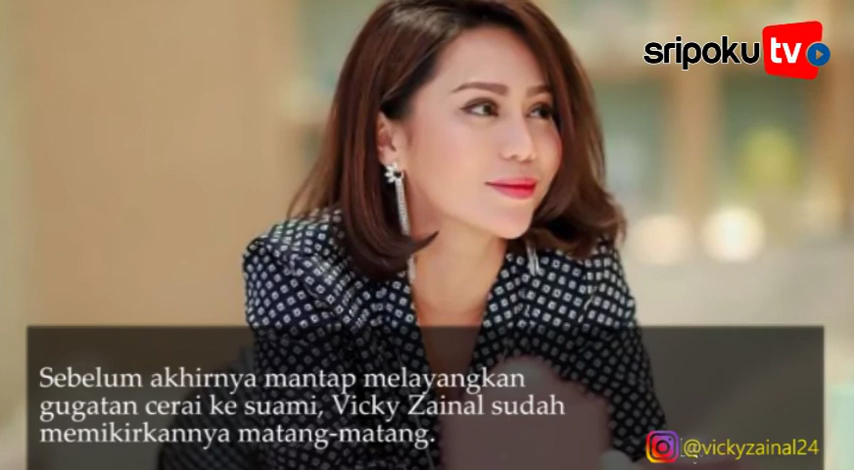 sripoku tv
Sebelum akhirnya mantap melayangkan
gugatan cerai ke suami, Vicky Zainal sudah
memikirkannya matang-matang.
@vickyzainal24